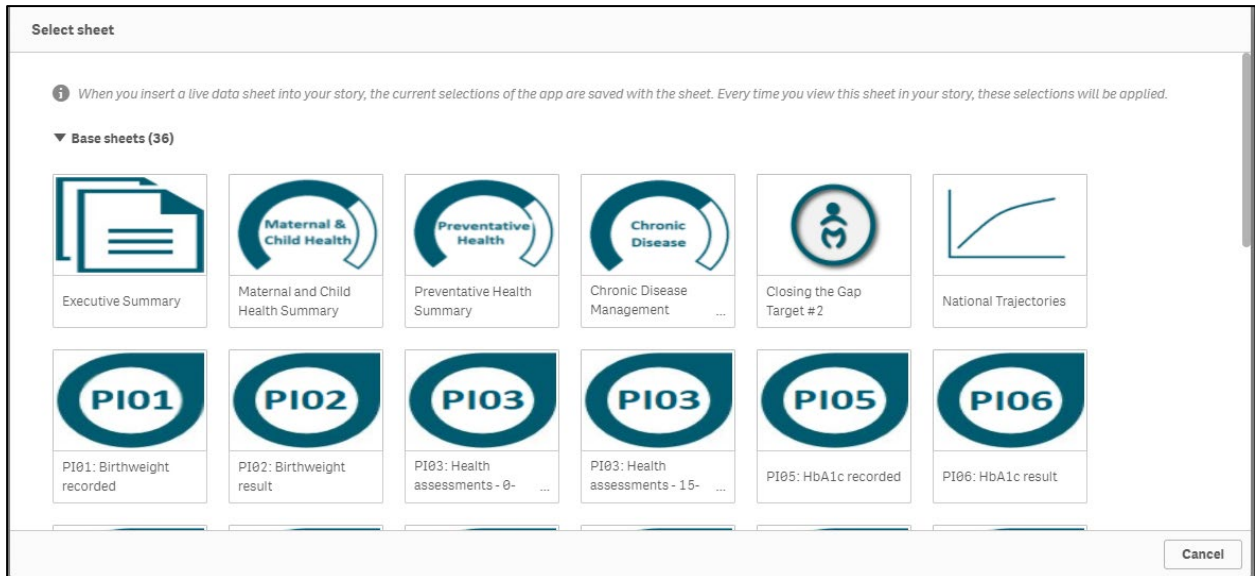 Select sheet
When you insert a live data sheet into your story, the current selections of the app are saved with the sheet. Every time you view this sheet in your story, these selections will be applied.
Base sheets (36)
Maternal &
Child Health
Preventative
Health
Chronic
Disease
Executive Summary
Maternal and Child
Health Summary
Preventative Health
Summary
Chronic Disease
Management ...
Closing the Gap
Target #2
National Trajectories
PI01
PI02
PI03
PI03
PI05
PI06
PI01: Birthweight
recorded
PI02: Birthweight
result
PI03: Health
assessments - 0- ...
PI03: Health
assessments - 15- ...
PI05: HbA1c recorded
PI06: HbA1c result
Cancel